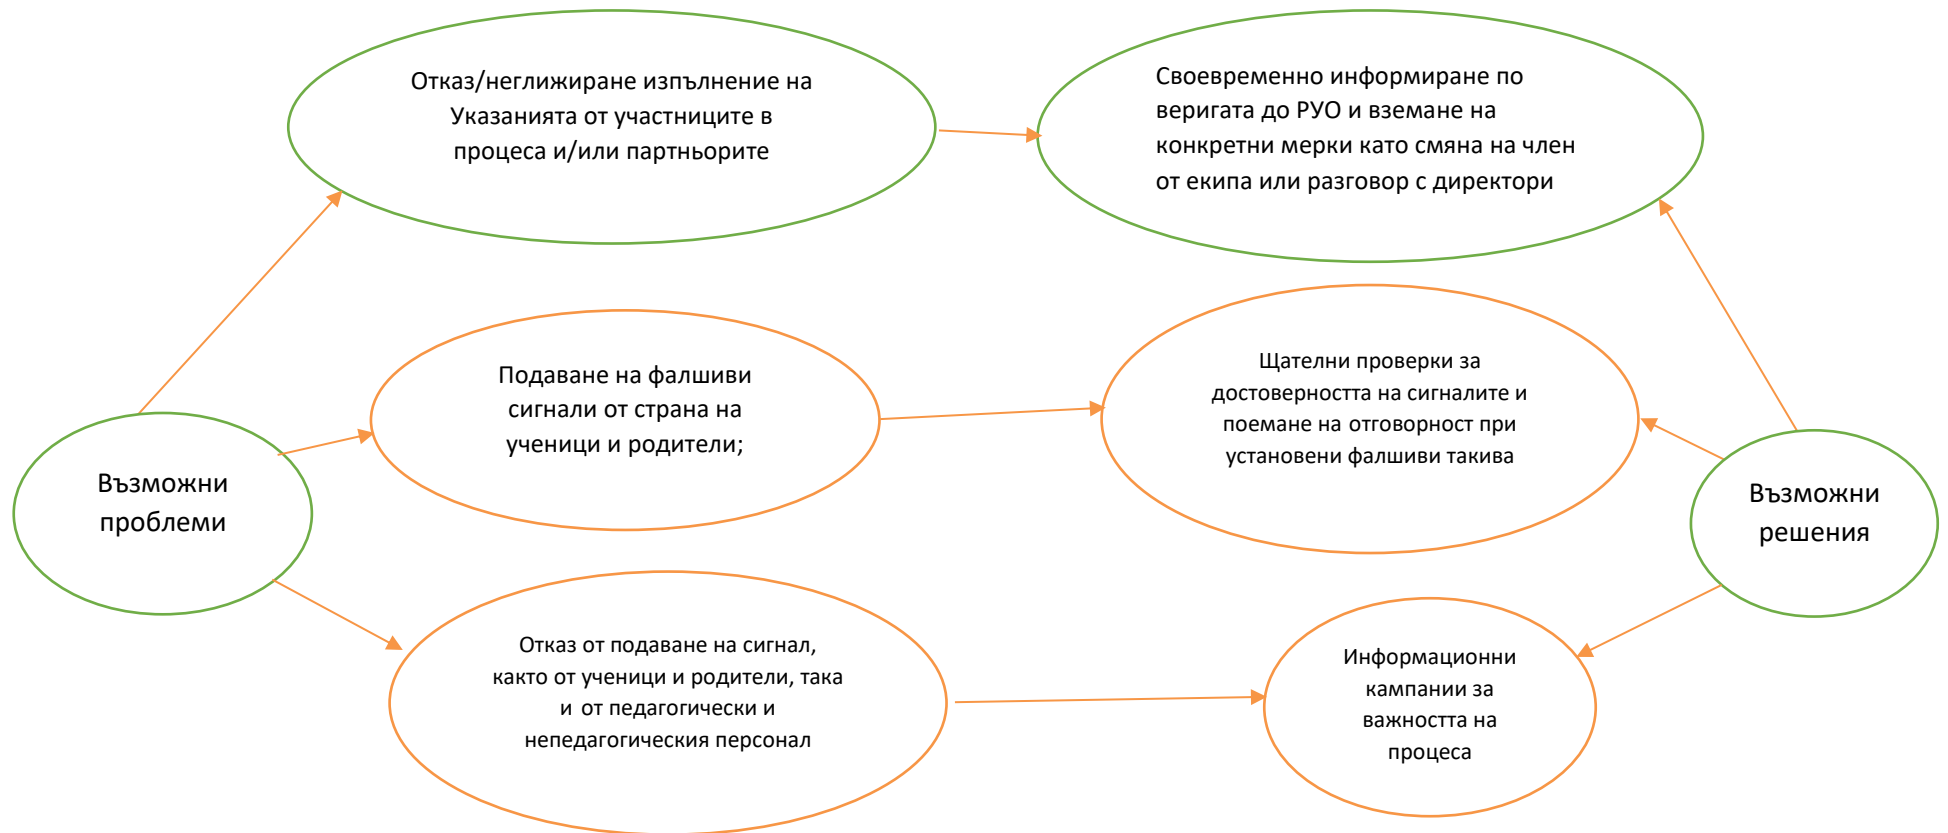 Отказ/неглижиране изпълнение на
Указанията от участниците в
процеса и/или партньорите
Своевременно информиране по
веригата до РУО и вземане на
конкретни мерки като смяна на член
от екипа или разговор с директори
Подаване на фалшиви
сигнали от страна на
ученици и родители;
Щателни проверки за
достоверността на сигналите и
поемане на отговорност при
установени фалшиви такива
Възможни
проблеми
Възможни
решения
Отказ от подаване на сигнал,
както от ученици и родители, така
и от педагогически и
непедагогическия персонал
Информационни
кампании за
важността на
процеса